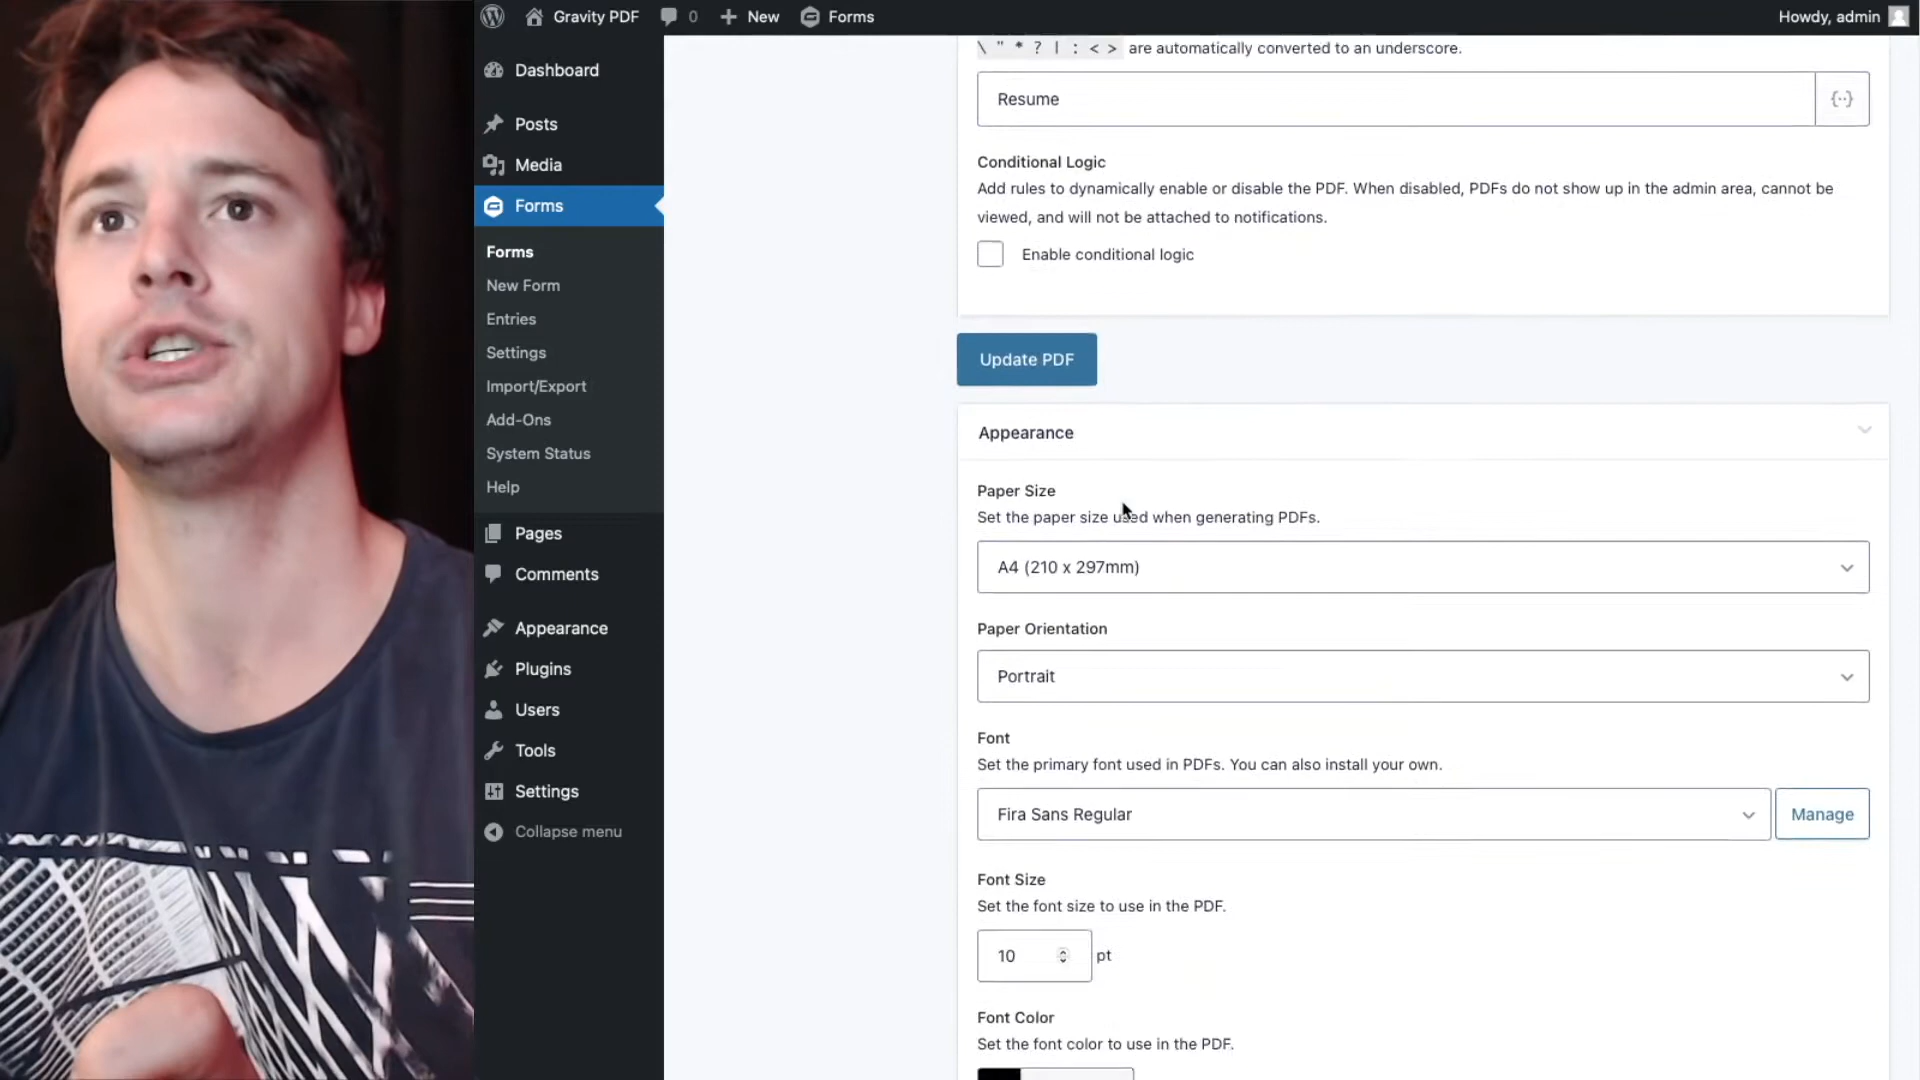 Gravity PDF
0
New
Forms
Howdy, admin
Dashboard
Posts
Media
Forms
Forms
New Form
Entries
Settings
Import/Export
Add-Ons
System Status
Help
Pages
Comments
Appearance
Plugins
Users
Tools
Settings
Collapse menu
\ " * ? | : < > are automatically converted to an underscore.
Resume
{··}
Conditional Logic
Add rules to dynamically enable or disable the PDF. When disabled, PDFs do not show up in the admin area, cannot be
viewed, and will not be attached to notifications.
Enable conditional logic
Update PDF
Appearance
Paper Size
Set the paper size used when generating PDFs.
A4 (210 x 297mm)
Paper Orientation
Portrait
Font
Set the primary font used in PDFs. You can also install your own.
Fira Sans Regular
Manage
Font Size
Set the font size to use in the PDF.
10 pt
Font Color
Set the font color to use in the PDF.